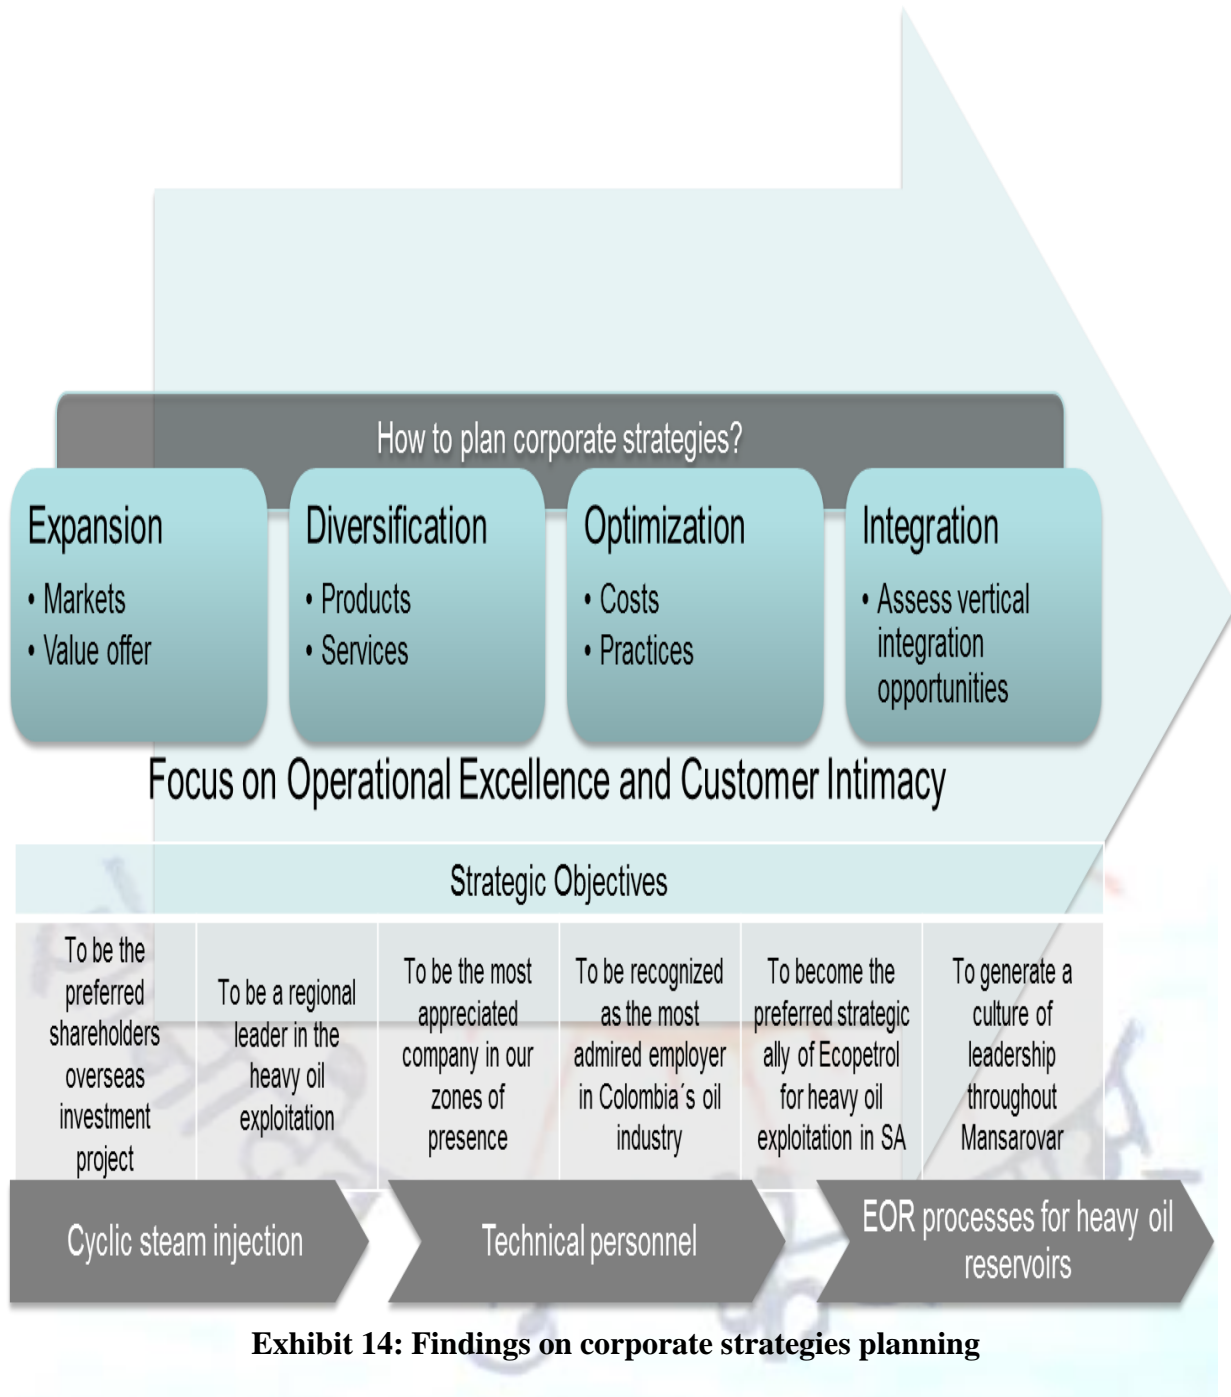 How to plan corporate strategies?
Expansion
• Markets
• Value offer
Diversification
• Products
• Services
Optimization
• Costs
• Practices
Integration
• Assess vertical
integration
opportunities
Focus on Operational Excellence and Customer Intimacy
Strategic Objectives
To be the
preferred
shareholders
overseas
investment
project
To be a regional
leader in the
heavy oil
exploitation
To be the most
appreciated
company in our
zones of
presence
To be recognized
as the most
admired employer
in Colombia´s oil
industry
To become the
preferred strategic
ally of Ecopetrol
for heavy oil
exploitation in SA
To generate a
culture of
leadership
throughout
Mansarovar
Cyclic steam injection
Technical personnel
EOR processes for heavy oil
reservoirs
Exhibit 14: Findings on corporate strategies planning